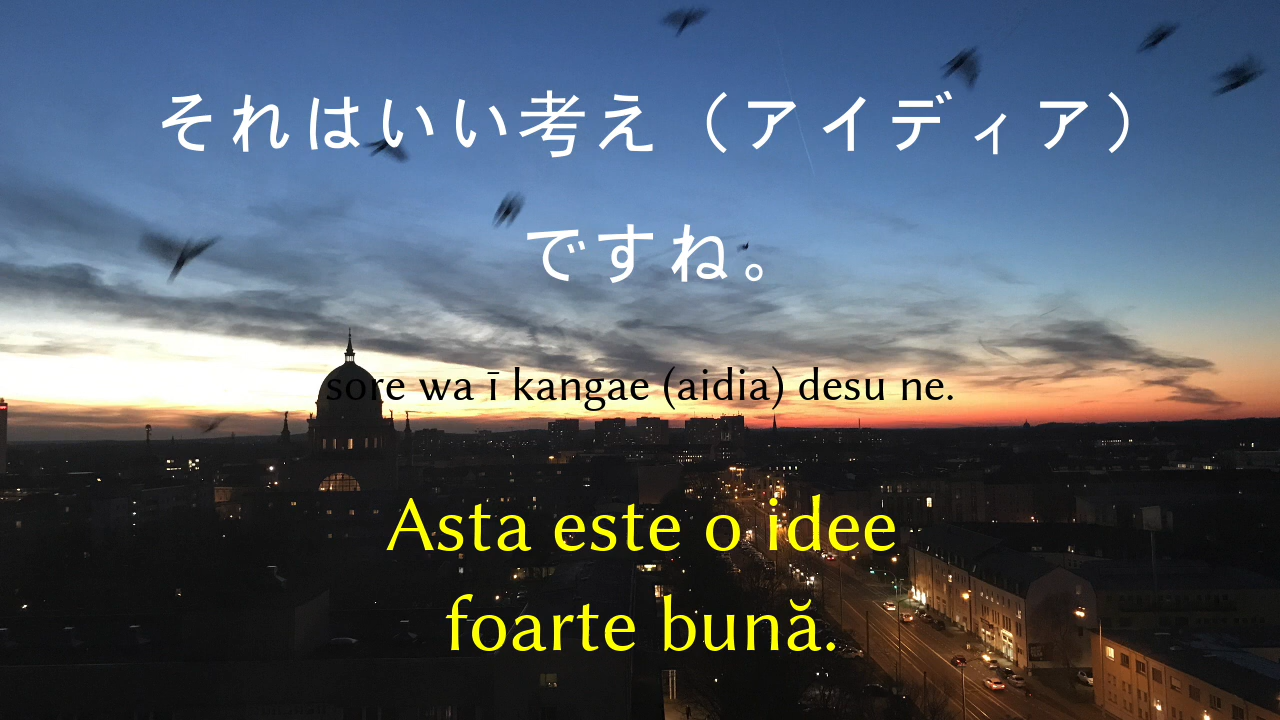 それはいい考え（アイディア）
ですね。
sore wa ī kangae (aidia) desu ne.
Asta este o idee
foarte bună.